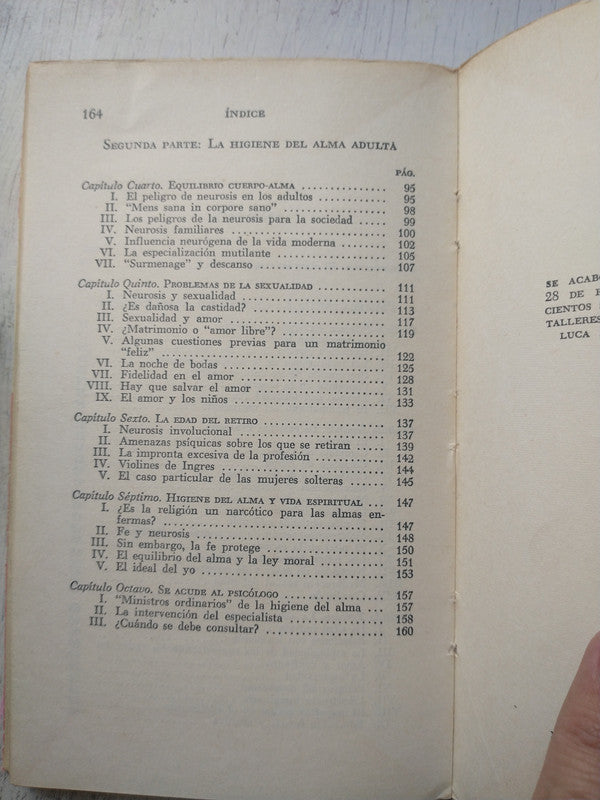 164 ÍNDICE
SEGUNDA PARTE: LA HIGIENE DEL ALMA ADULTA
PÁG.
Capítulo Cuarto. EQUILIBRIO CUERPO-ALMA .............. 95
I. El peligro de neurosis en los adultos ............ 95
II. "Mens sana in corpore sano" .................. 98
III. Los peligros de la neurosis para la sociedad ...... 99
IV. Neurosis familiares .......................... 100
V. Influencia neurógena de la vida moderna ........ 102
VI. La especialización mutilante .................. 105
VII. "Surmenage" y descanso ...................... 107
Capítulo Quinto. PROBLEMAS DE LA SEXUALIDAD ........... 111
I. Neurosis y sexualidad ........................ 111
II. ¿Es dañosa la castidad? ...................... 113
III. Sexualidad y amor .......................... 117
IV. ¿Matrimonio o "amor libre"? .................. 119
V. Algunas cuestiones previas para un matrimonio
"feliz" .................................... 122
VI. La noche de bodas .......................... 125
VII. Fidelidad en el amor ........................ 128
VIII. Hay que salvar el amor ...................... 131
IX. El amor y los niños .......................... 133
Capítulo Sexto. LA EDAD DEL RETIRO .................. 137
I. Neurosis involucional ........................ 137
II. Amenazas psíquicas sobre los que se retiran ...... 139
III. La impronta excesiva de la profesión ............ 142
IV. Violines de Ingres .......................... 144
V. El caso particular de las mujeres solteras ........ 145
Capítulo Séptimo. HIGIENE DEL ALMA Y VIDA ESPIRITUAL ... 147
I. ¿Es la religión un narcótico para las almas en-
fermas? .................................... 147
II. Fe y neurosis .............................. 148
III. Sin embargo, la fe protege .................... 150
IV. El equilibrio del alma y la ley moral ............ 151
V. El ideal del yo .............................. 153
Capítulo Octavo. SE ACUDE AL PSICÓLOGO .............. 157
I. "Ministros ordinarios" de la higiene del alma ... 157
II. La intervención del especialista ................ 158
III. ¿Cuándo se debe consultar? .................. 160
SE ACAB
28 DE
CIENTOS
TALLERES
LUCA